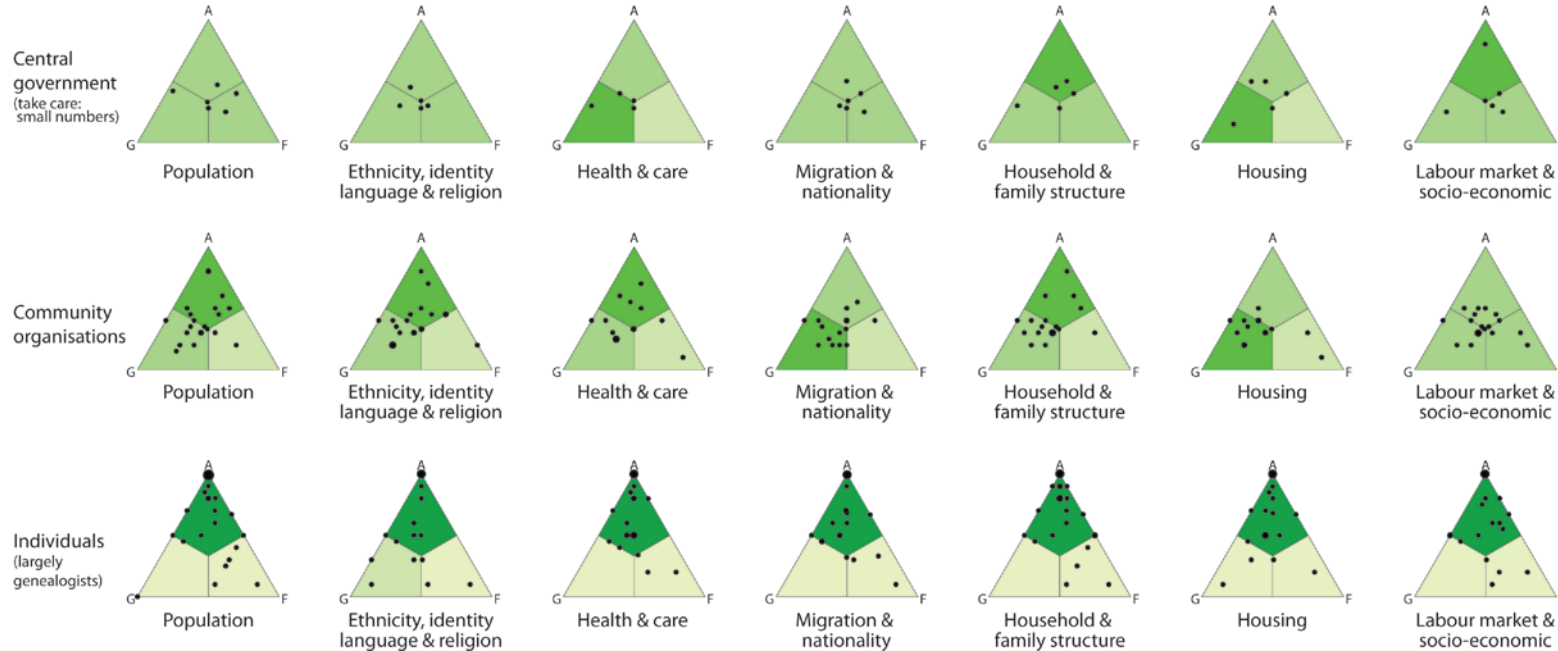 A A A A A A A
Central
government
(take care:
small numbers)
G F G F G F G F G F G F G F
Population Ethnicity, identity Health & care Migration & Household & Housing Labour market &
language & religion nationality family structure socio-economic
A A A A A A A
Community
organisations
G F G F G F G F G F G F G F
Population Ethnicity, identity Health & care Migration & Household & Housing Labour market &
language & religion nationality family structure socio-economic
A A A A A A A
Individuals
(largely
genealogists)
G F G F G F G F G F G F G F
Population Ethnicity, identity Health & care Migration & Household & Housing Labour market &
language & religion nationality family structure socio-economic